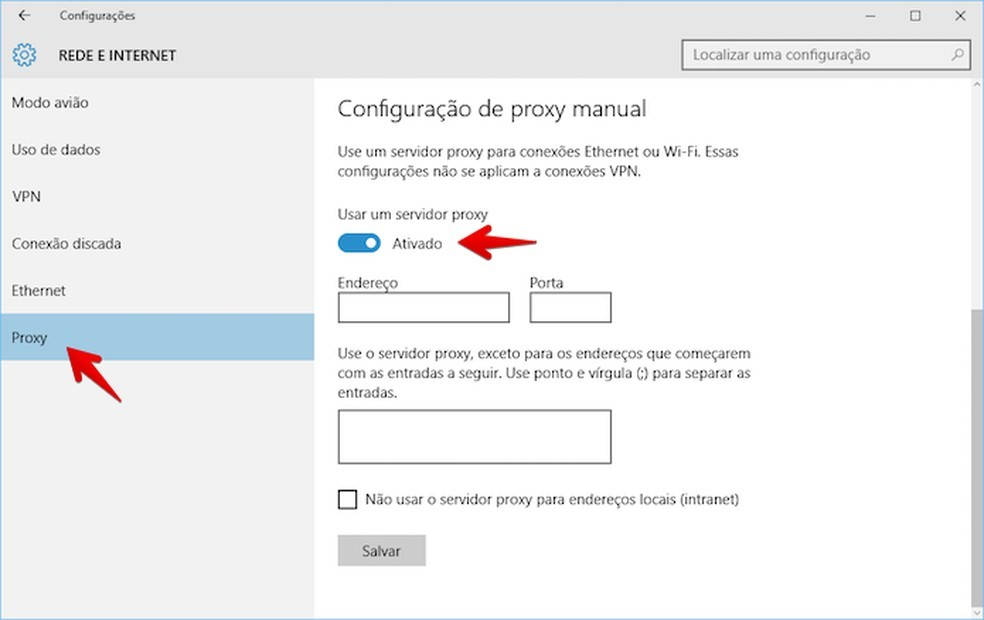 Configurações
REDE E INTERNET
Localizar uma configuração
Modo avião
Uso de dados
VPN
Conexão discada
Ethernet
Proxy
Configuração de proxy manual
Use um servidor proxy para conexões Ethernet ou Wi-Fi. Essas
configurações não se aplicam a conexões VPN.
Usar um servidor proxy
Ativado
Endereço
Porta
Use o servidor proxy, exceto para os endereços que começarem
com as entradas a seguir. Use ponto e vírgula (;) para separar as
entradas.
Não usar o servidor proxy para endereços locais (intranet)
Salvar